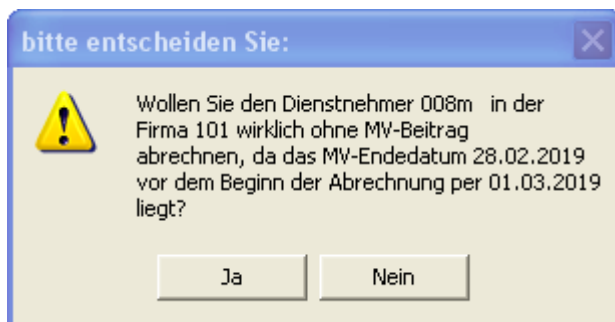 bitte entscheiden Sie:
Wollen Sie den Dienstnehmer 008m in der
Firma 101 wirklich ohne MV-Beitrag
abrechnen, da das MV-Endedatum 28.02.2019
vor dem Beginn der Abrechnung per 01.03.2019
liegt?
Ja Nein